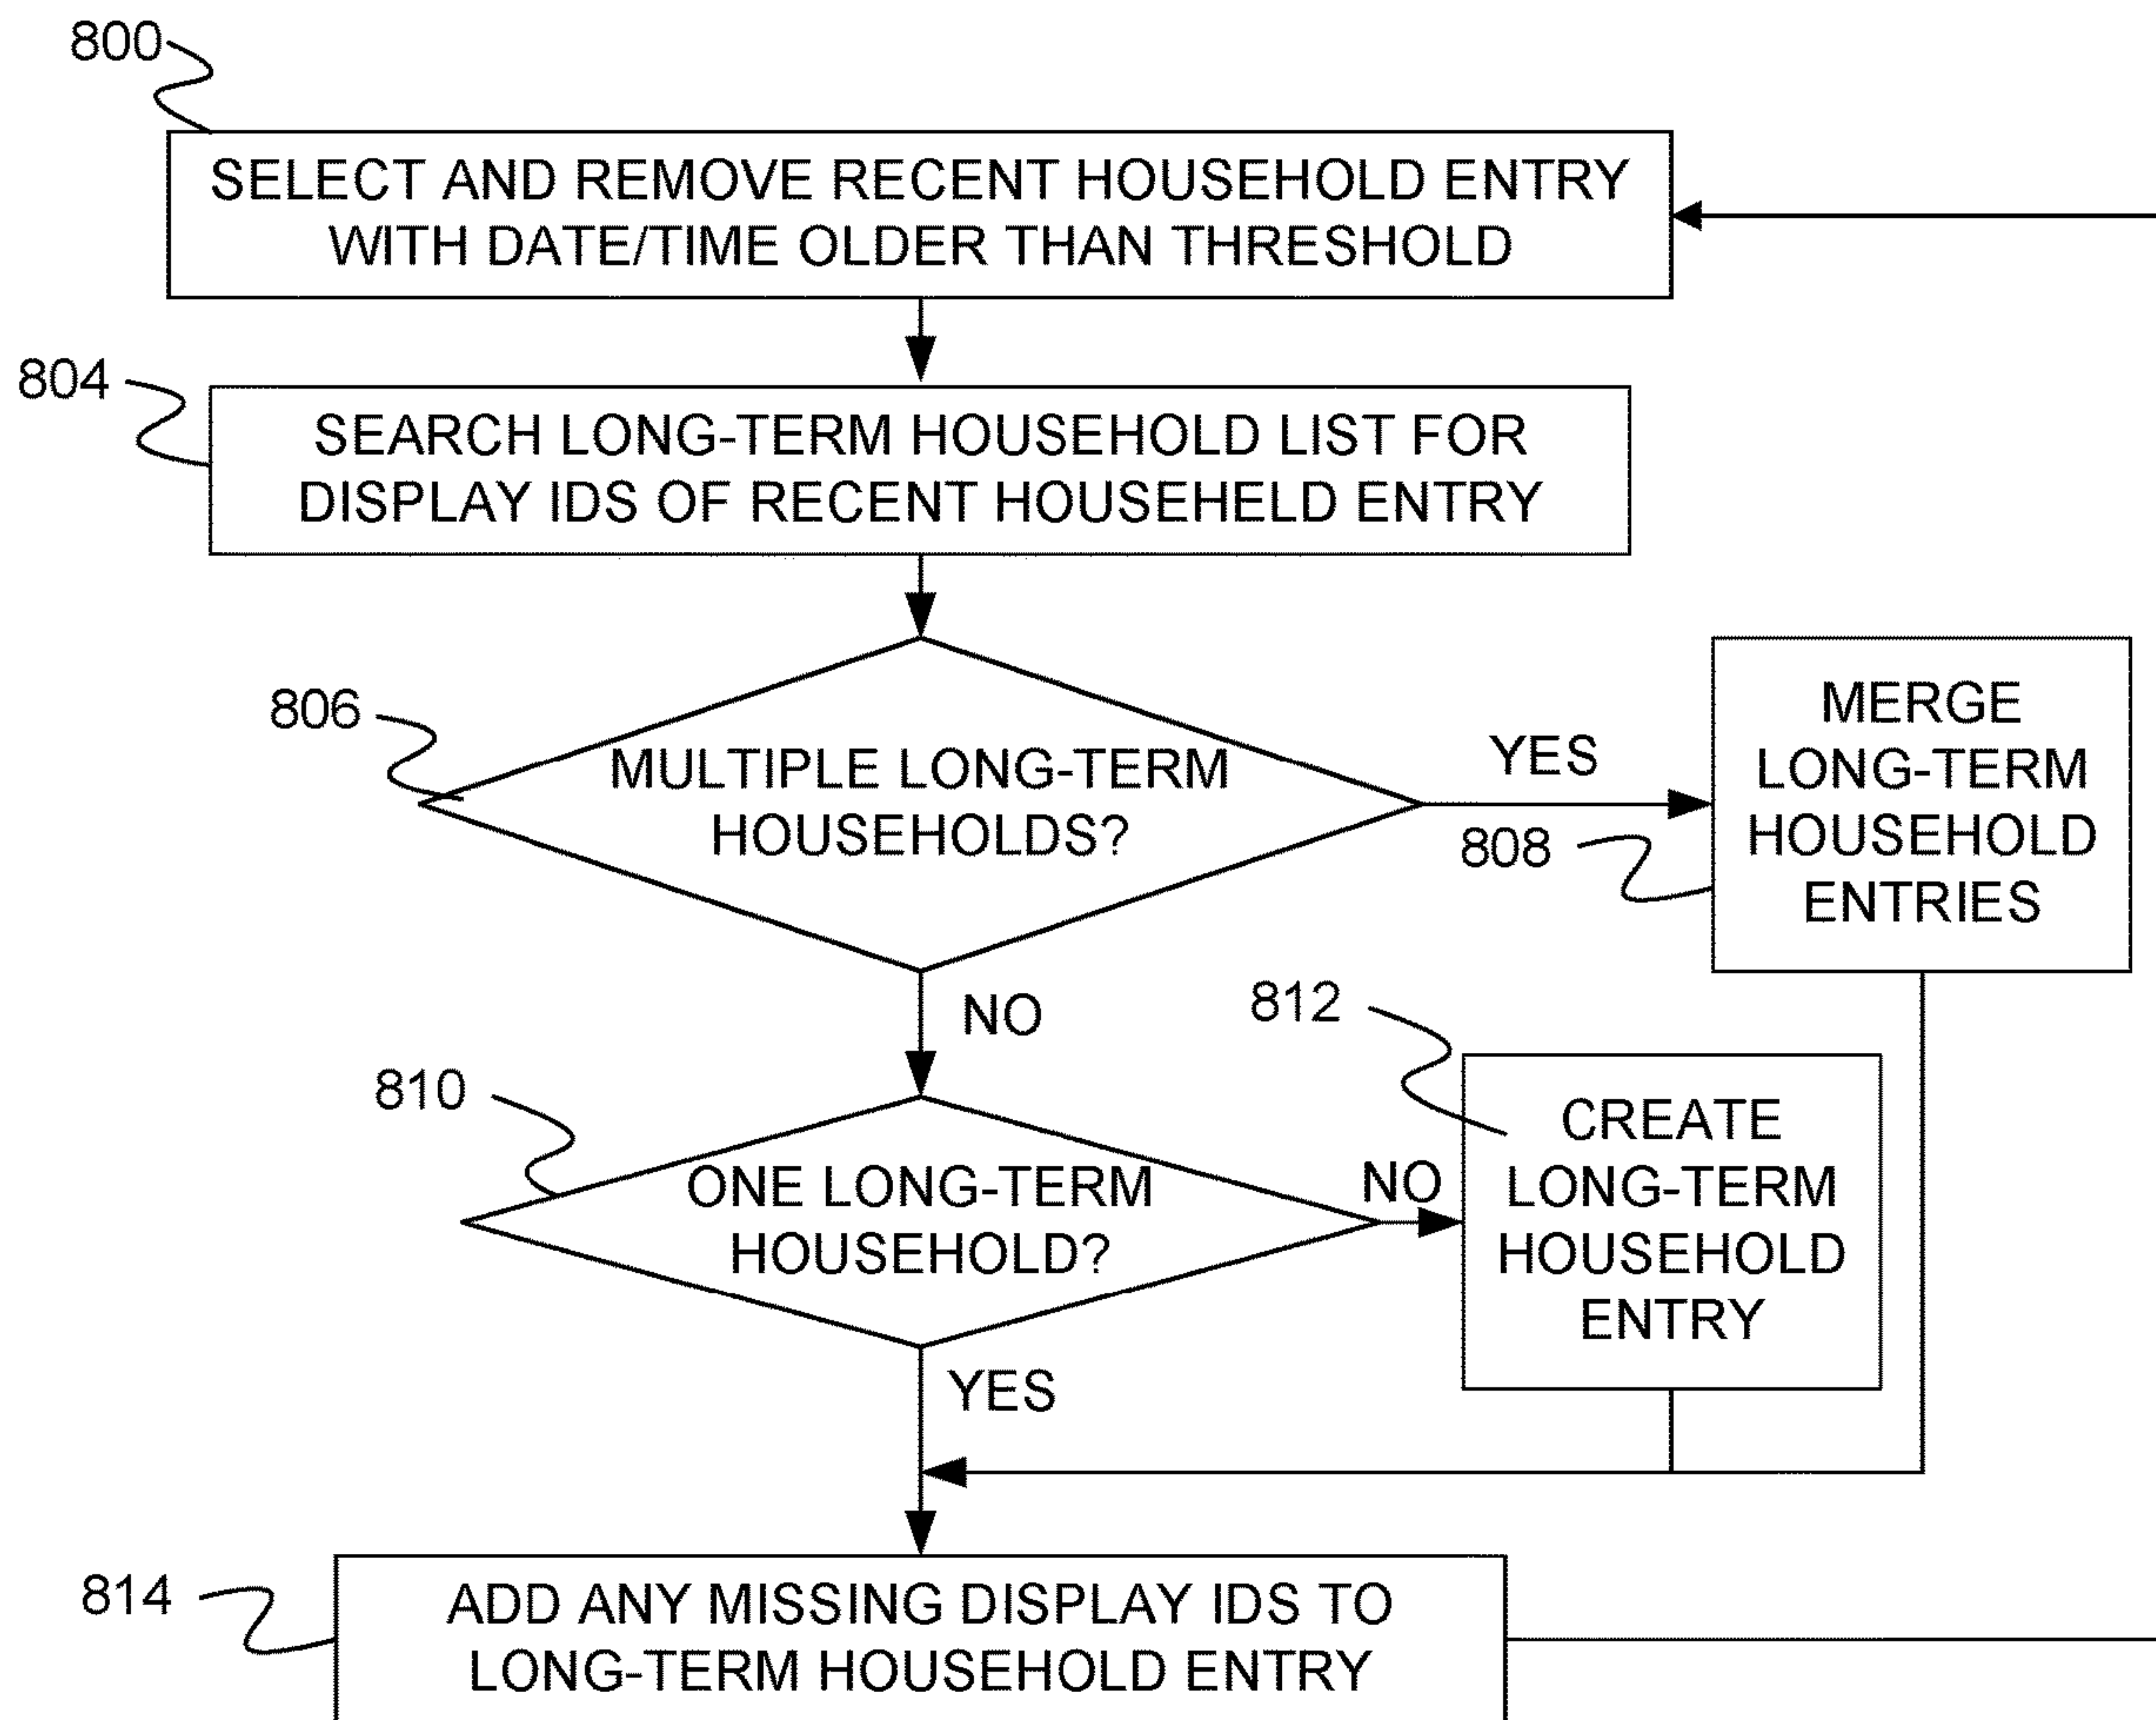 800
SELECT AND REMOVE RECENT HOUSEHOLD ENTRY
WITH DATE/TIME OLDER THAN THRESHOLD
804
SEARCH LONG-TERM HOUSEHOLD LIST FOR
DISPLAY IDS OF RECENT HOUSEHELD ENTRY
806
MULTIPLE LONG-TERM
HOUSEHOLDS?
YES
808
MERGE
LONG-TERM
HOUSEHOLD
ENTRIES
NO
810
ONE LONG-TERM
HOUSEHOLD?
NO
812
CREATE
LONG-TERM
HOUSEHOLD
ENTRY
YES
814
ADD ANY MISSING DISPLAY IDS TO
LONG-TERM HOUSEHOLD ENTRY